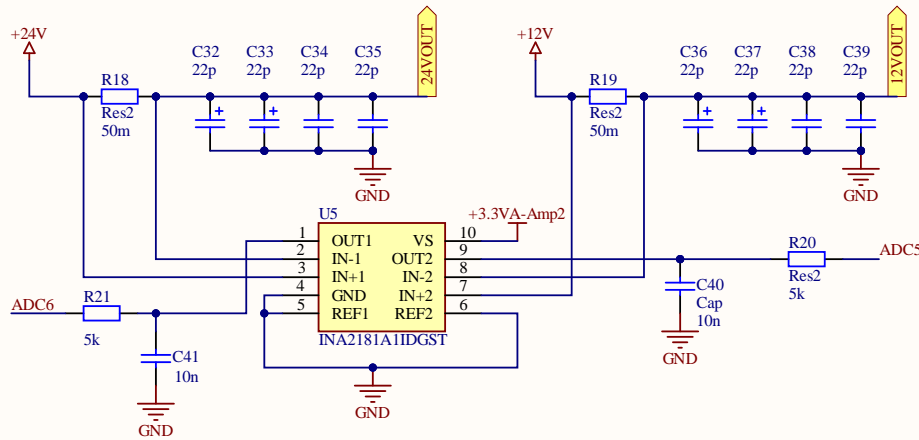 +24V
R18
Res2
50m
C32
22p
C33
22p
C34
22p
C35
22p
24VOUT
GND
+12V
R19
Res2
50m
C36
22p
C37
22p
C38
22p
C39
22p
12VOUT
GND
U5
+3.3VA-Amp2
1 OUT1 VS 10
2 IN-1 OUT2 9
3 IN+1 IN-2 8
4 GND IN+2 7
5 REF1 REF2 6
INA2181A1IDGST
GND
ADC6
R21
5k
C41
10n
GND
C40
Cap
10n
GND
R20
Res2
5k
ADC5